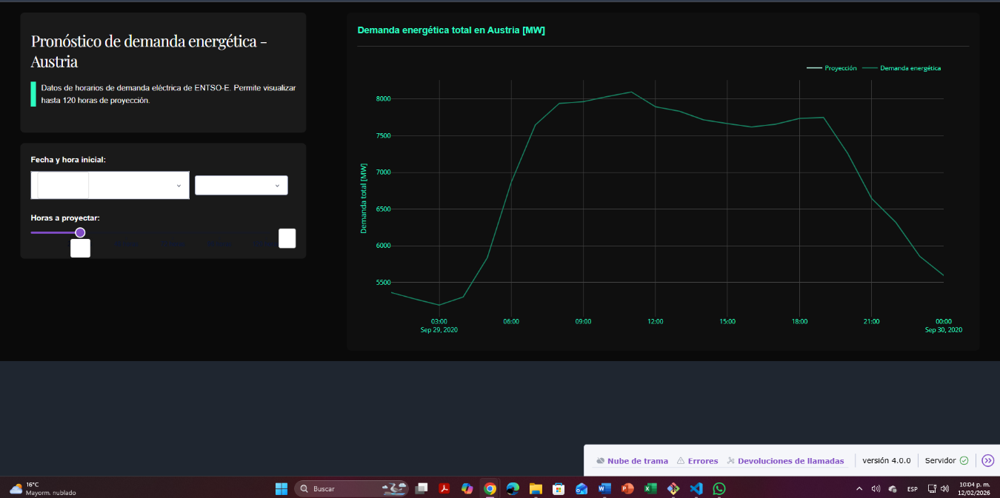 Pronóstico de demanda energética -
Austria
Datos de horarios de demanda eléctrica de ENTSO-E. Permite visualizar
hasta 120 horas de proyección.
Fecha y hora inicial:
Horas a proyectar:
Demanda energética total en Austria [MW]
Proyección
Demanda energética
Demanda total [MW]
8000
7500
7000
6500
6000
5500
03:00
Sep 29, 2020
06:00
09:00
12:00
15:00
18:00
21:00
00:00
Sep 30, 2020
Nube de trama
Errores
Devoluciones de llamadas
versión 4.0.0
Servidor
16°C
Mayorm. nublado
Buscar
ESP
10:04 p. m.
12/02/2026